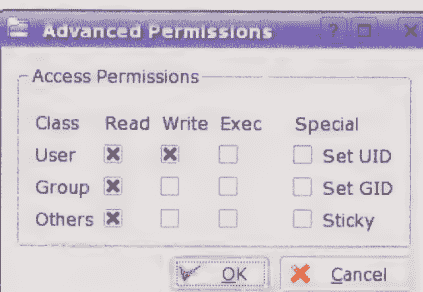 Advanced Permissions ?
Access Permissions
Class Read Write Exec Special
User Set UID
Group Set GID
Others Sticky
OK Cancel